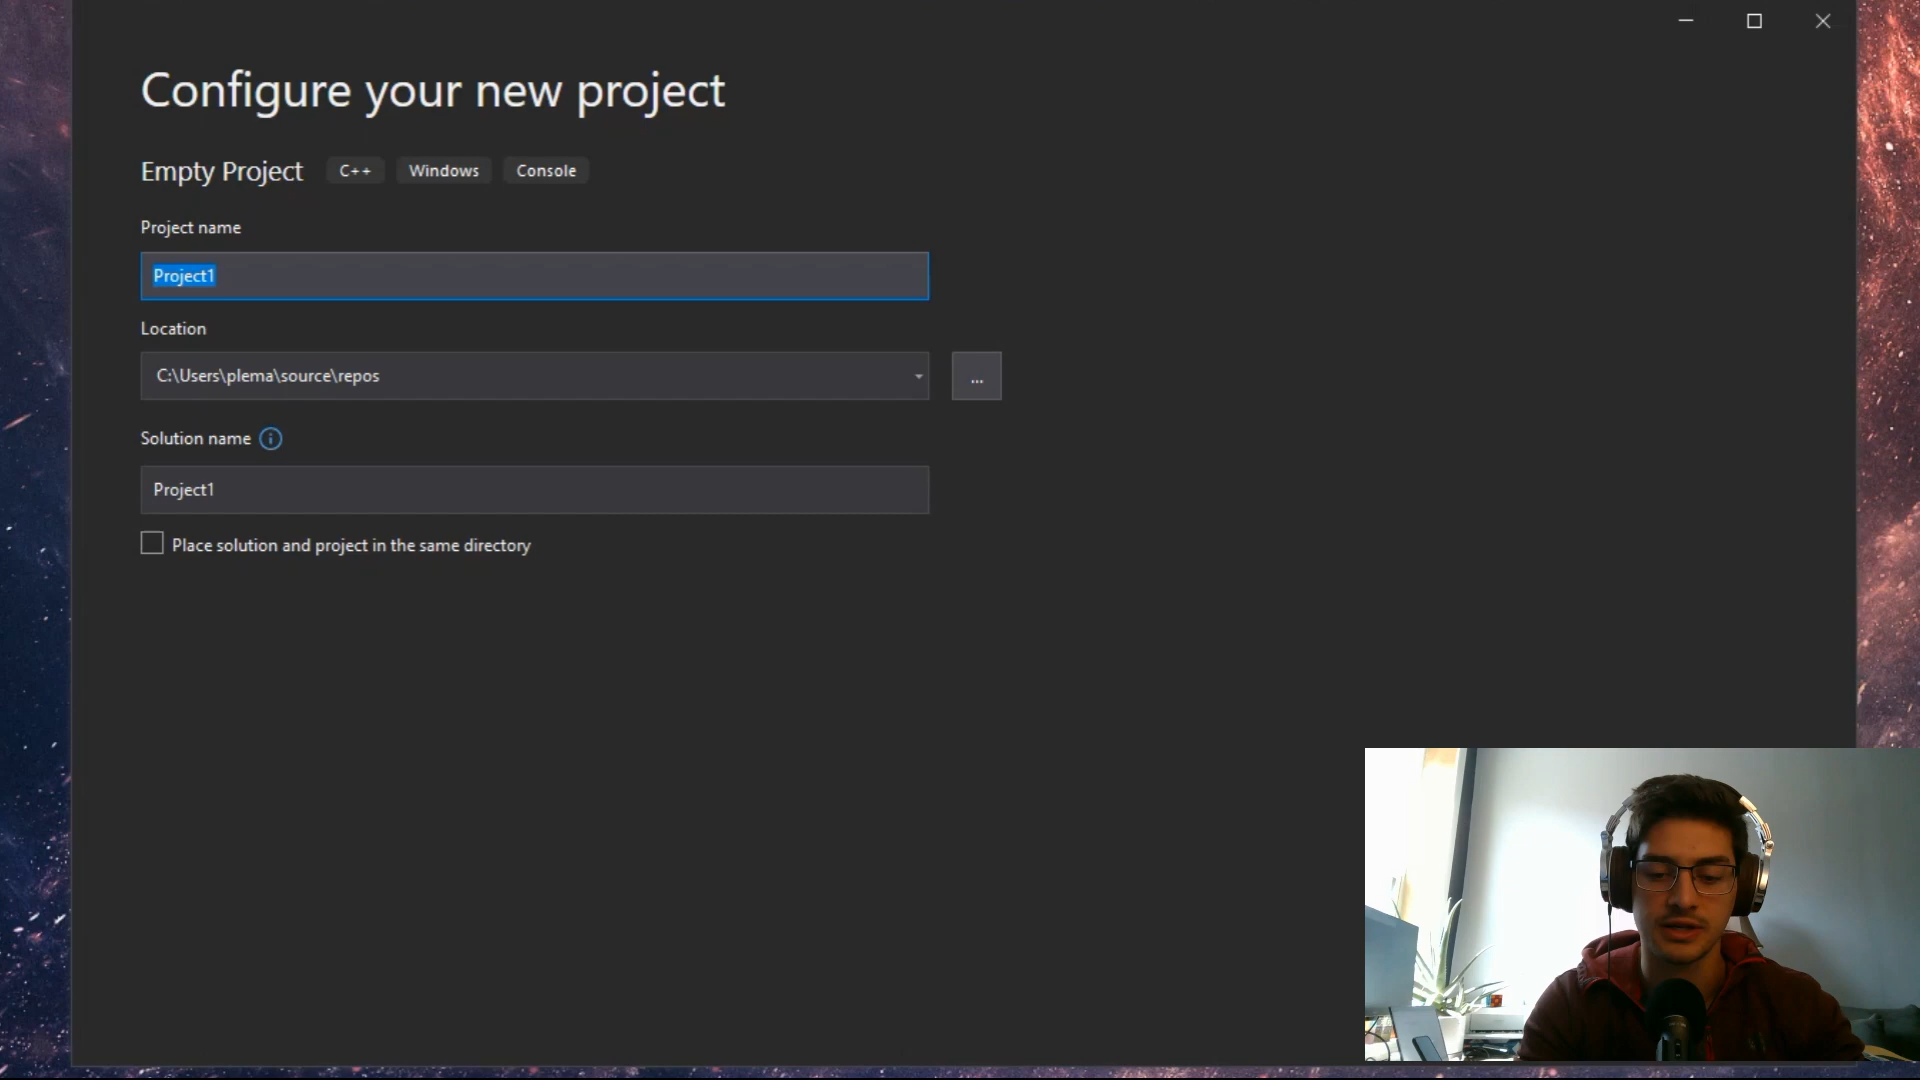 Configure your new project
Empty Project C++ Windows Console
Project name
Project1
Location
C:\Users\plema\source\repos
...
Solution name
Project1
Place solution and project in the same directory